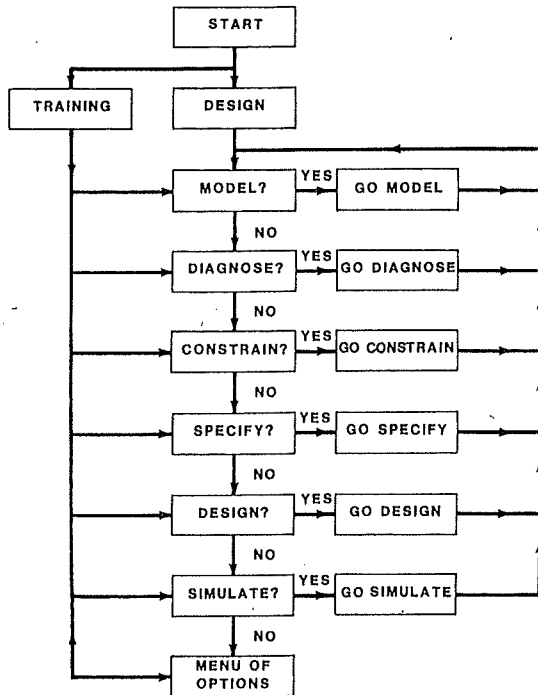 START
TRAINING
DESIGN
MODEL?
YES
GO MODEL
NO
DIAGNOSE?
YES
GO DIAGNOSE
NO
CONSTRAIN?
YES
GO CONSTRAIN
NO
SPECIFY?
YES
GO SPECIFY
NO
DESIGN?
YES
GO DESIGN
NO
SIMULATE?
YES
GO SIMULATE
NO
MENU OF
OPTIONS